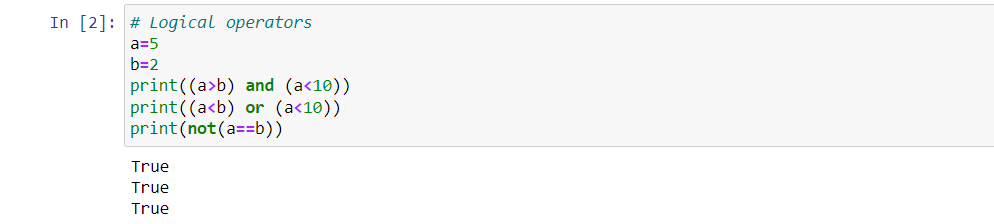 In [2]: # Logical operators
a=5
b=2
print((a>b) and (a<10))
print((a<b) or (a<10))
print(not(a==b))
True
True
True